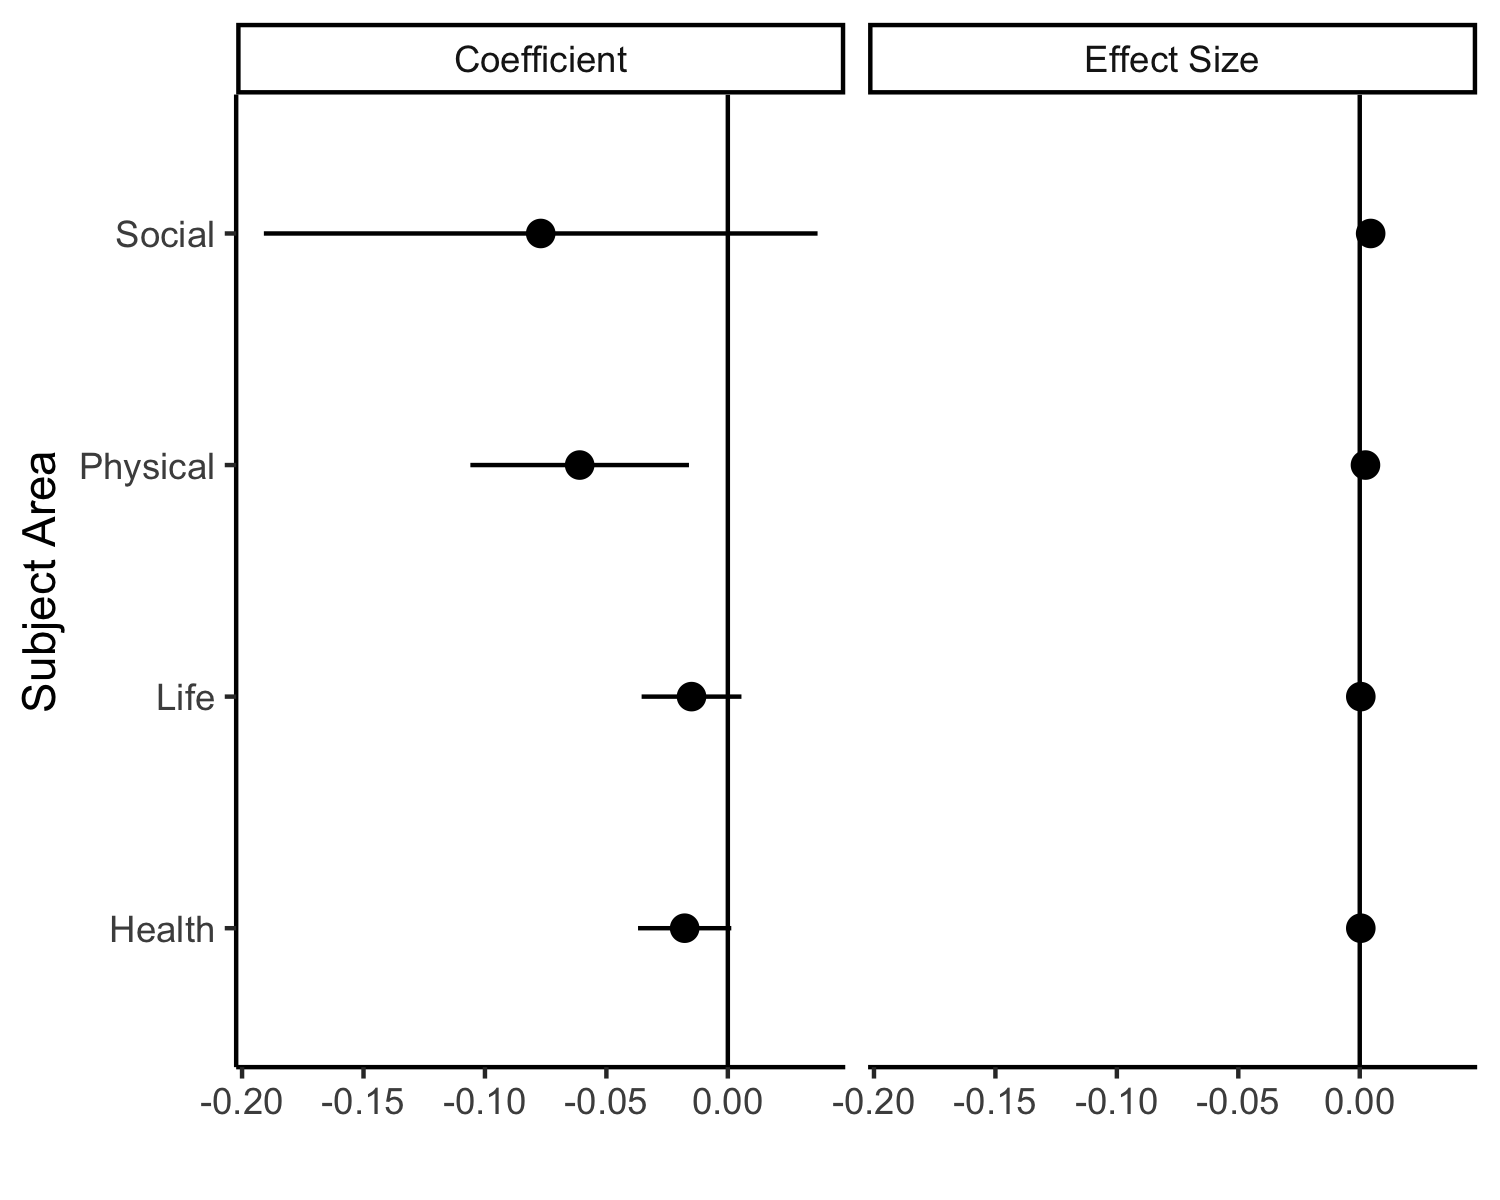 Coefficient
Effect Size
Subject Area
Social
Physical
Life
Health
-0.20 -0.15 -0.10 -0.05 0.00
-0.20 -0.15 -0.10 -0.05 0.00